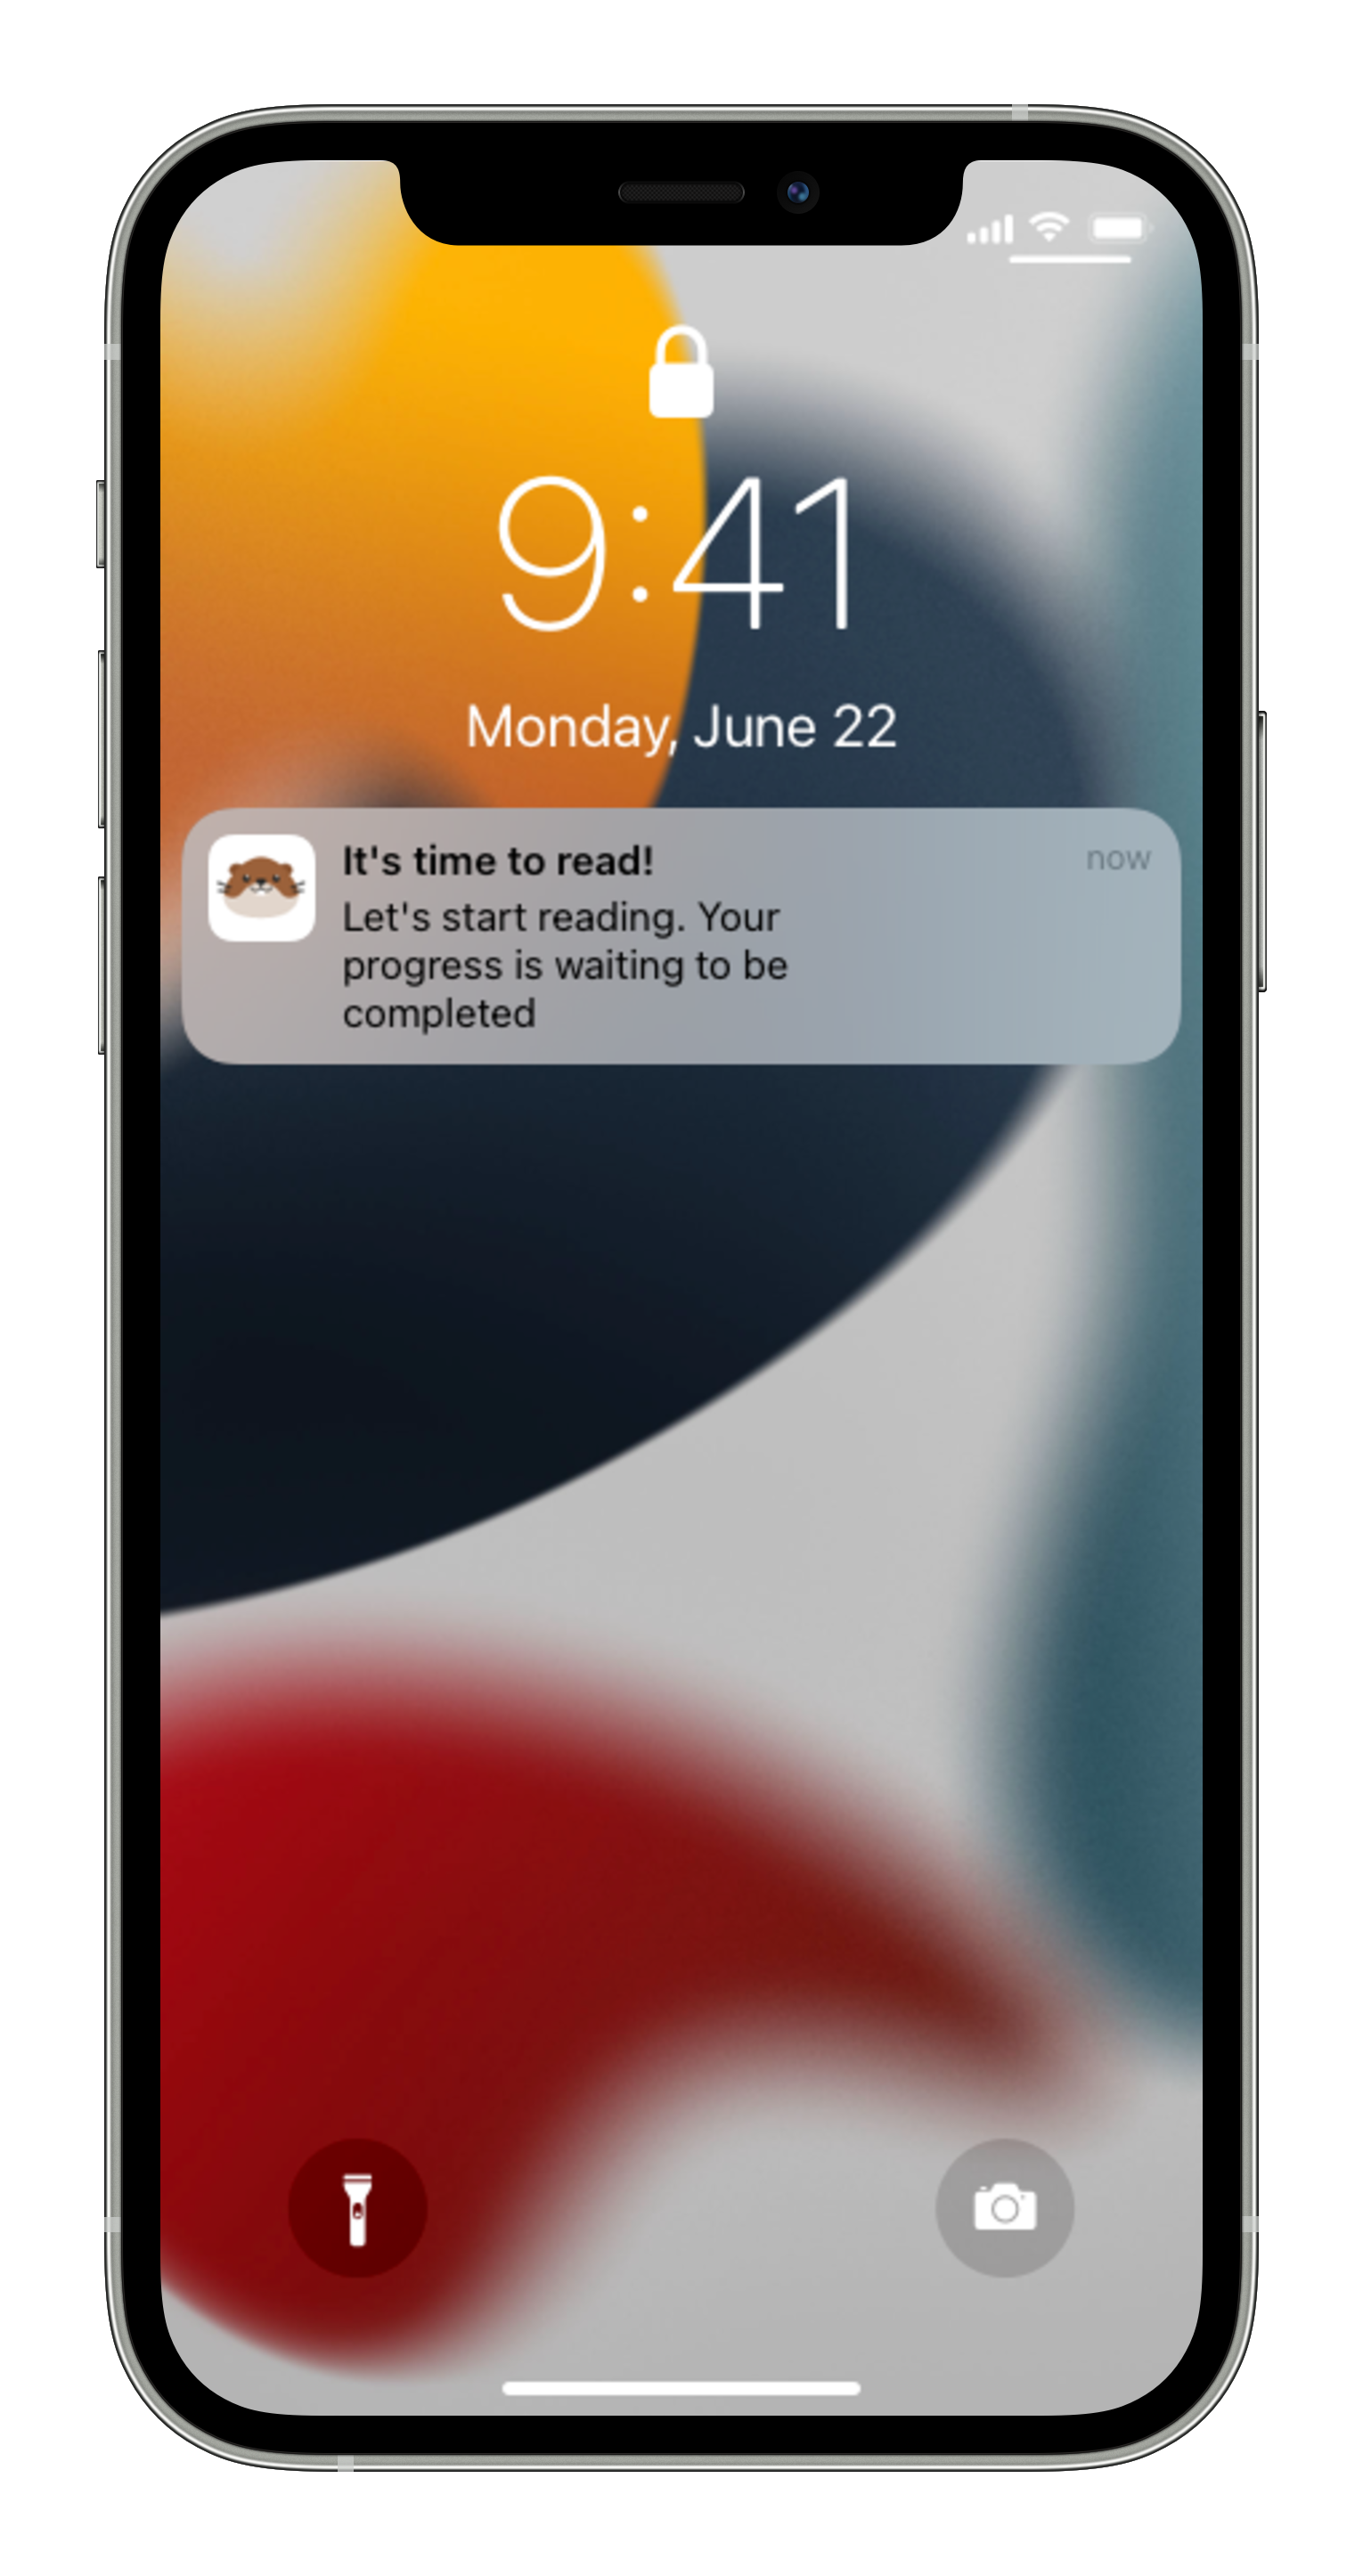 9:41
Monday, June 22
It's time to read!
now
Let's start reading. Your
progress is waiting to be
completed